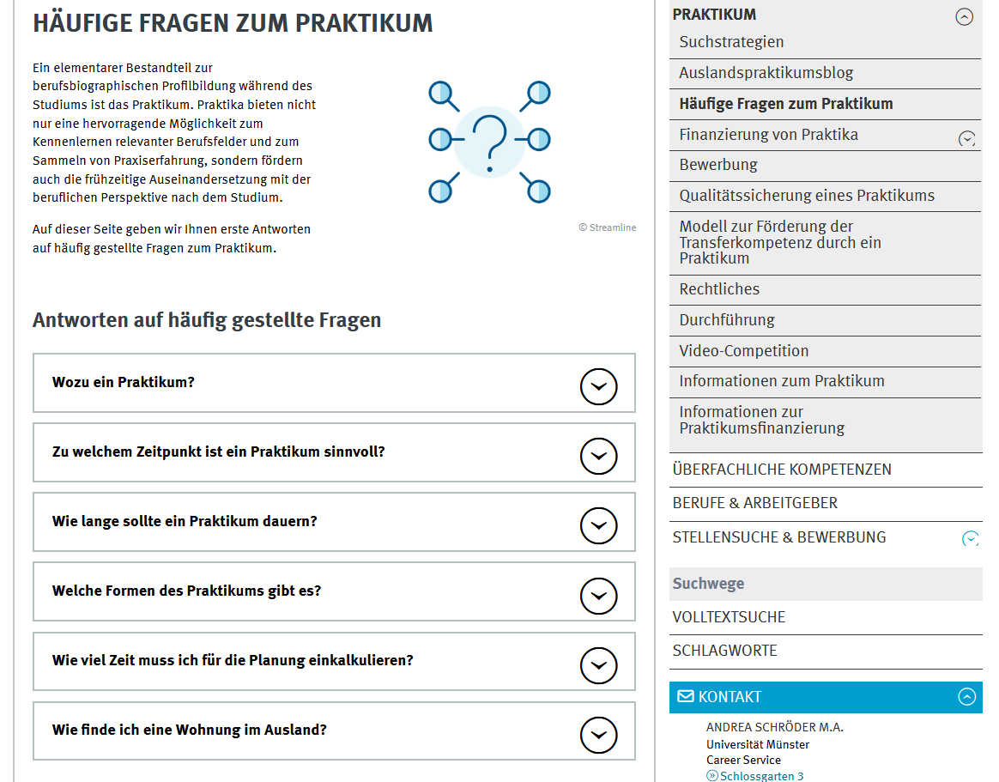 HÄUFIGE FRAGEN ZUM PRAKTIKUM
Ein elementarer Bestandteil zur
berufsbiographischen Profilbildung während des
Studiums ist das Praktikum. Praktika bieten nicht
nur eine hervorragende Möglichkeit zum
Kennenlernen relevanter Berufsfelder und zum
Sammeln von Praxiserfahrung, sondern fördern
auch die frühzeitige Auseinandersetzung mit der
beruflichen Perspektive nach dem Studium.
Auf dieser Seite geben wir Ihnen erste Antworten
auf häufig gestellte Fragen zum Praktikum.
?
© Streamline
Antworten auf häufig gestellte Fragen
Wozu ein Praktikum?
Zu welchem Zeitpunkt ist ein Praktikum sinnvoll?
Wie lange sollte ein Praktikum dauern?
Welche Formen des Praktikums gibt es?
Wie viel Zeit muss ich für die Planung einkalkulieren?
Wie finde ich eine Wohnung im Ausland?
PRAKTIKUM
Suchstrategien
Auslandspraktikumsblog
Häufige Fragen zum Praktikum
Finanzierung von Praktika
Bewerbung
Qualitätssicherung eines Praktikums
Modell zur Förderung der
Transferkompetenz durch ein
Praktikum
Rechtliches
Durchführung
Video-Competition
Informationen zum Praktikum
Informationen zur
Praktikumsfinanzierung
ÜBERFACHLICHE KOMPETENZEN
BERUFE & ARBEITGEBER
STELLENSUCHE & BEWERBUNG
Suchwege
VOLLTEXTSUCHE
SCHLAGWORTE
KONTAKT
ANDREA SCHRÖDER M.A.
Universität Münster
Career Service
Schlossgarten 3